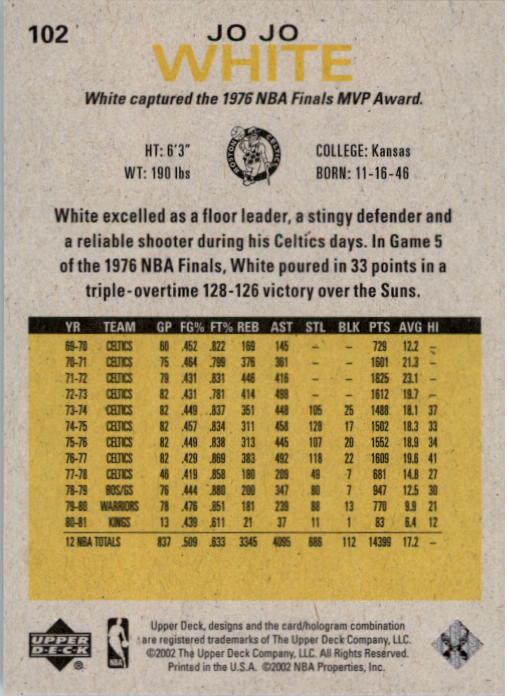 102
JO JO
WHITE
White captured the 1976 NBA Finals MVP Award.
HT: 6'3"
WT: 190 lbs
BOSTON CELTICS
COLLEGE: Kansas
BORN: 11-16-46
White excelled as a floor leader, a stingy defender and
a reliable shooter during his Celtics days. In Game 5
of the 1976 NBA Finals, White poured in 33 points in a
triple-overtime 128-126 victory over the Suns.
YR TEAM GP FG% FT% REB AST STL BLK PTS AVG HI
69-70 CELTICS 60 .452 .822 169 145 – – 729 12.2 –
70-71 CELTICS 75 .464 .799 376 361 – – 1601 21.3 –
71-72 CELTICS 79 .431 .831 446 416 – – 1825 23.1 –
72-73 CELTICS 82 .431 .781 414 498 – – 1612 19.7 –
73-74 CELTICS 82 .449 .837 351 448 105 25 1488 18.1 37
74-75 CELTICS 82 .457 .834 311 458 128 17 1502 18.3 33
75-76 CELTICS 82 .449 .838 313 445 107 20 1552 18.9 34
76-77 CELTICS 82 .429 .869 383 492 118 22 1609 19.6 41
77-78 CELTICS 46 .419 .858 180 209 49 7 681 14.8 27
78-79 BOS/GS 76 .444 .880 200 347 80 7 947 12.5 30
79-80 WARRIORS 78 .476 .851 181 239 88 13 770 9.9 21
80-81 KINGS 13 .439 .611 21 37 11 1 83 6.4 12
12 NBA TOTALS 837 .509 .633 3345 4095 686 112 14399 17.2 –
UPPER
DECK
®.
NBA
Upper Deck, designs and the card/hologram combination
are registered trademarks of The Upper Deck Company, LLC.
©2002 The Upper Deck Company, LLC. All Rights Reserved.
Printed in the U.S.A. ©2002 NBA Properties, Inc.